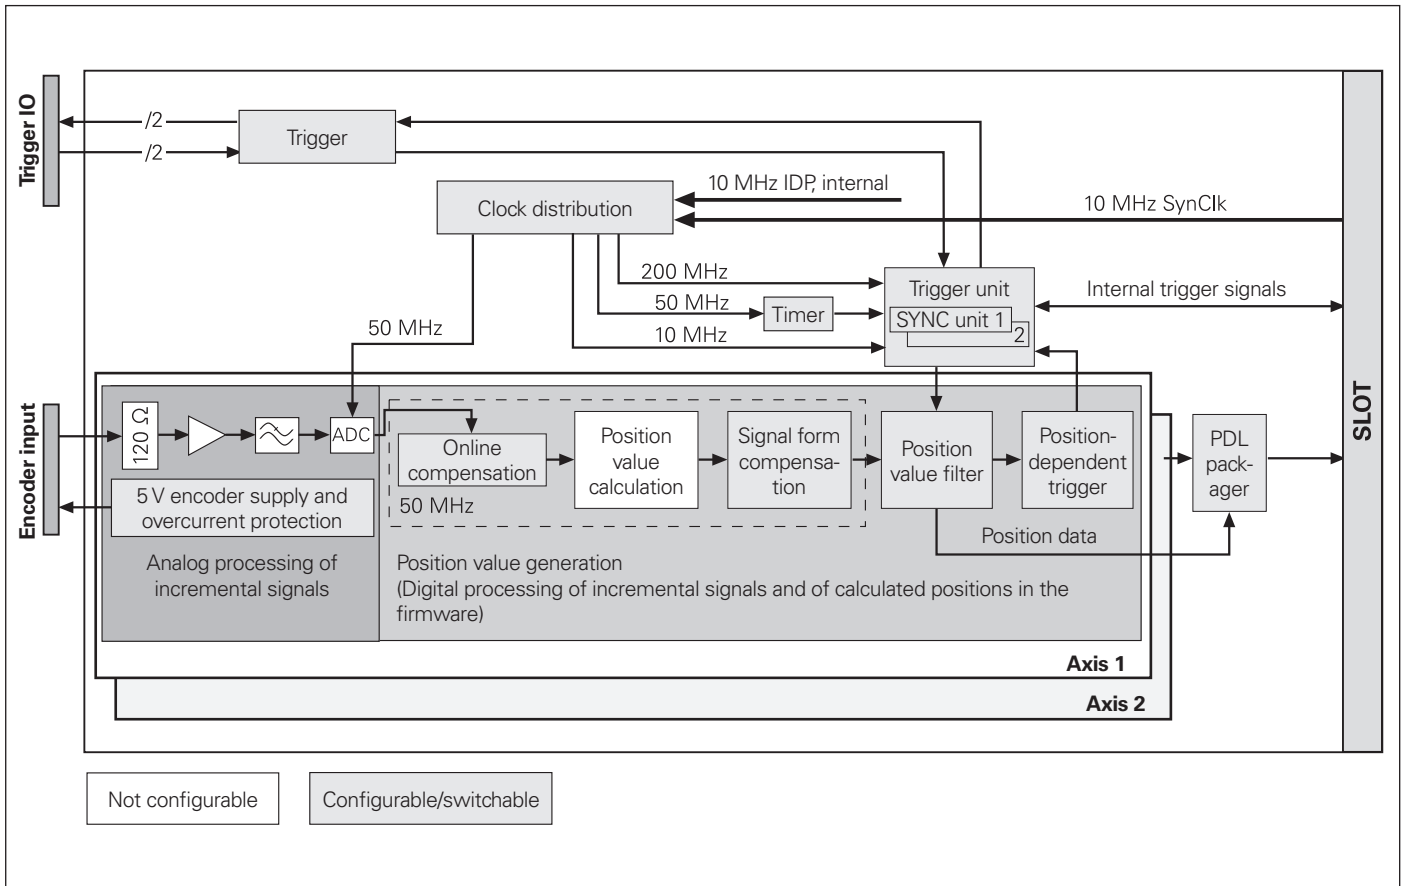 Trigger IO
/2
/2
Trigger
Clock distribution
10 MHz IDP, internal
10 MHz SynClk
200 MHz
50 MHz
Timer
10 MHz
50 MHz
Trigger unit
SYNC unit 1
2
Internal trigger signals
SLOT
Encoder input
120 Ω
ADC
5 V encoder supply and
overcurrent protection
Analog processing of
incremental signals
Online
compensation
50 MHz
Position
value
calculation
Signal form
compensa-
tion
Position
value filter
Position-
dependent
trigger
PDL
pack-
ager
Position data
Position value generation
(Digital processing of incremental signals and of calculated positions in the
firmware)
Axis 1
Axis 2
Not configurable
Configurable/switchable